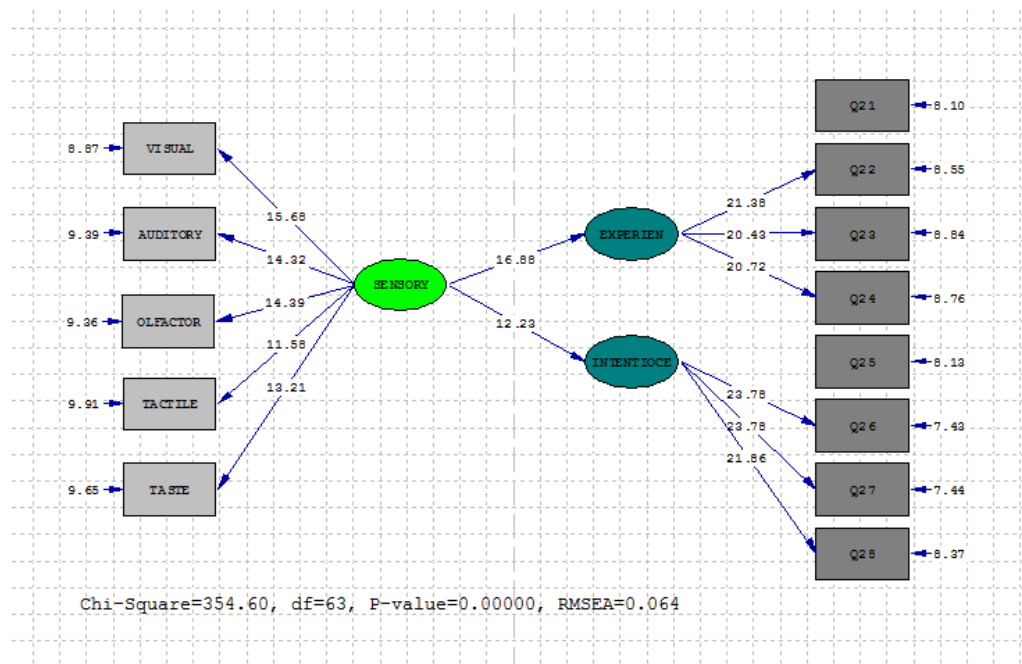 Q21
8.10
8.87
VISUAL
Q22
8.55
21.38
15.68
9.39
AUDITORY
EXPERIEN
20.43
Q23
8.84
14.32
16.88
20.72
SENSORY
Q24
8.76
14.39
9.36
OLFACTOR
12.23
11.58
INTENTIOCE
Q25
8.13
13.21
23.78
9.91
TACTILE
23.78
Q26
7.43
21.86
9.65
TASTE
Q27
7.44
Q28
8.37
Chi-Square=354.60, df=63, P-value=0.00000, RMSEA=0.064